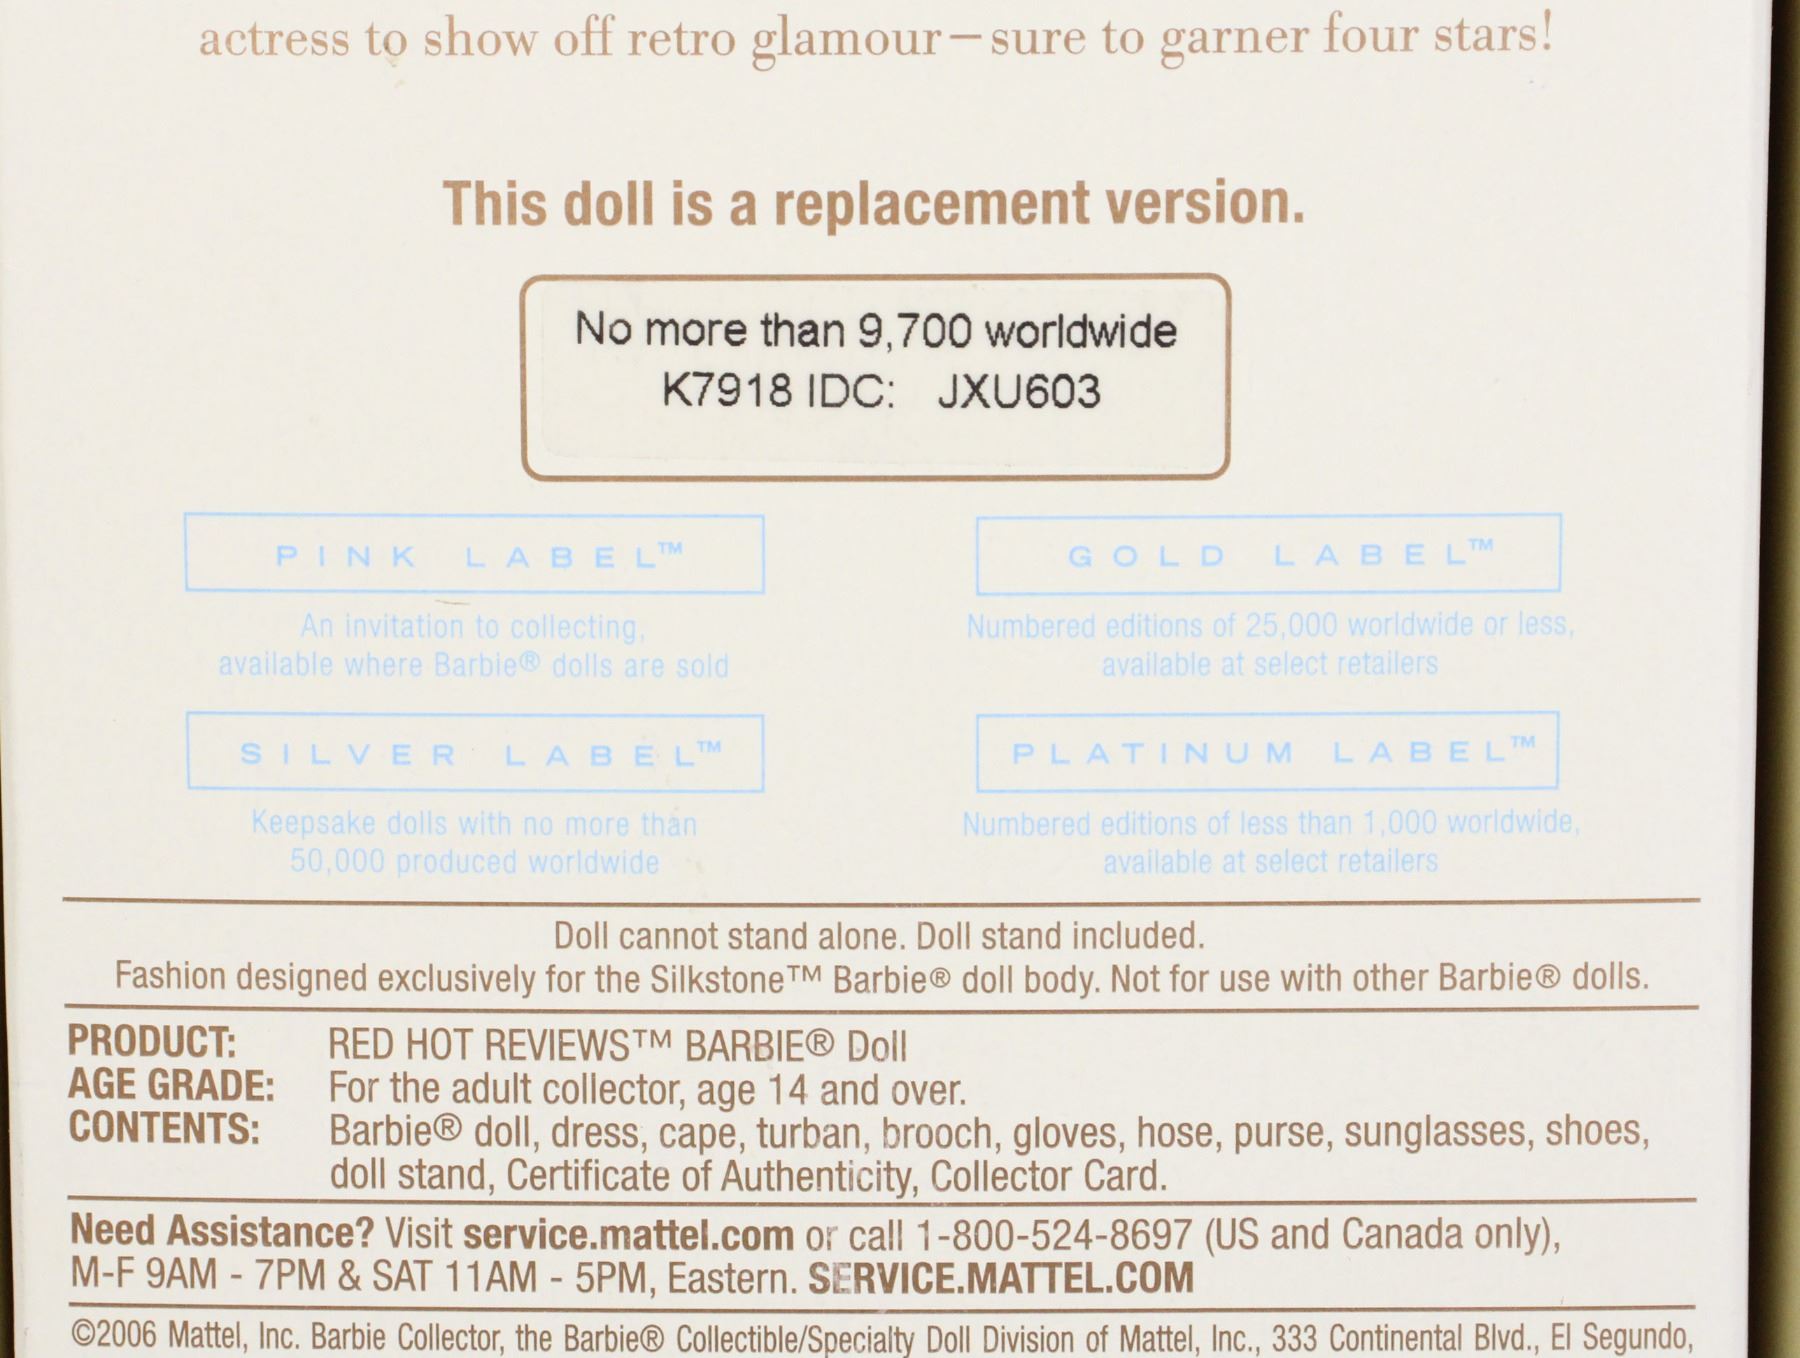 actress to show off retro glamour—sure to garner four stars!
This doll is a replacement version.
No more than 9,700 worldwide
K7918 IDC: JXU603
PINK LABEL™
An invitation to collecting,
available where Barbie® dolls are sold
GOLD LABEL™
Numbered editions of 25,000 worldwide or less,
available at select retailers
SILVER LABEL™
Keepsake dolls with no more than
50,000 produced worldwide
PLATINUM LABEL™
Numbered editions of less than 1,000 worldwide,
available at select retailers
Doll cannot stand alone. Doll stand included.
Fashion designed exclusively for the Silkstone™ Barbie® doll body. Not for use with other Barbie® dolls.
PRODUCT: RED HOT REVIEWS™ BARBIE® Doll
AGE GRADE: For the adult collector, age 14 and over.
CONTENTS: Barbie® doll, dress, cape, turban, brooch, gloves, hose, purse, sunglasses, shoes,
doll stand, Certificate of Authenticity, Collector Card.
Need Assistance? Visit service.mattel.com or call 1-800-524-8697 (US and Canada only),
M-F 9AM - 7PM & SAT 11AM - 5PM, Eastern. SERVICE.MATTEL.COM
©2006 Mattel, Inc. Barbie Collector, the Barbie® Collectible/Specialty Doll Division of Mattel, Inc., 333 Continental Blvd., El Segundo,